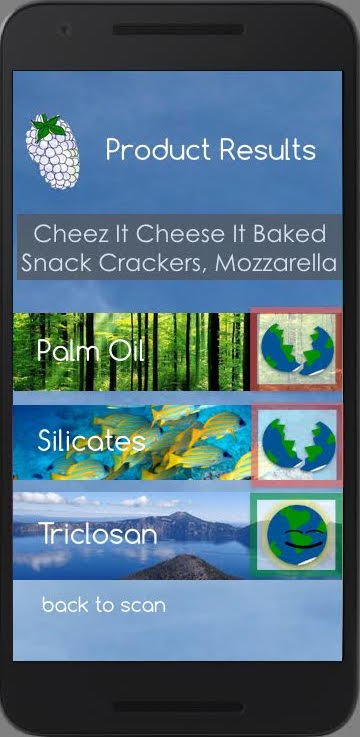 Product Results
Cheez It Cheese It Baked
Snack Crackers, Mozzarella
Palm Oil
Silicates
Triclosan
back to scan